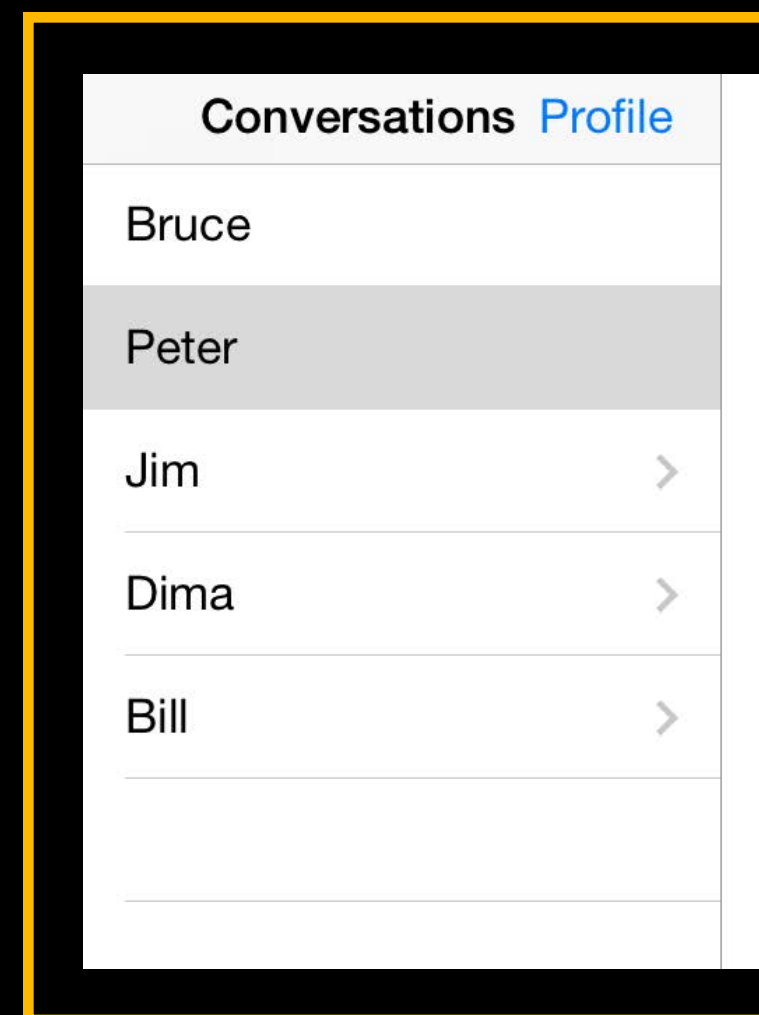 Conversations Profile
Bruce
Peter
Jim
Dima
Bill